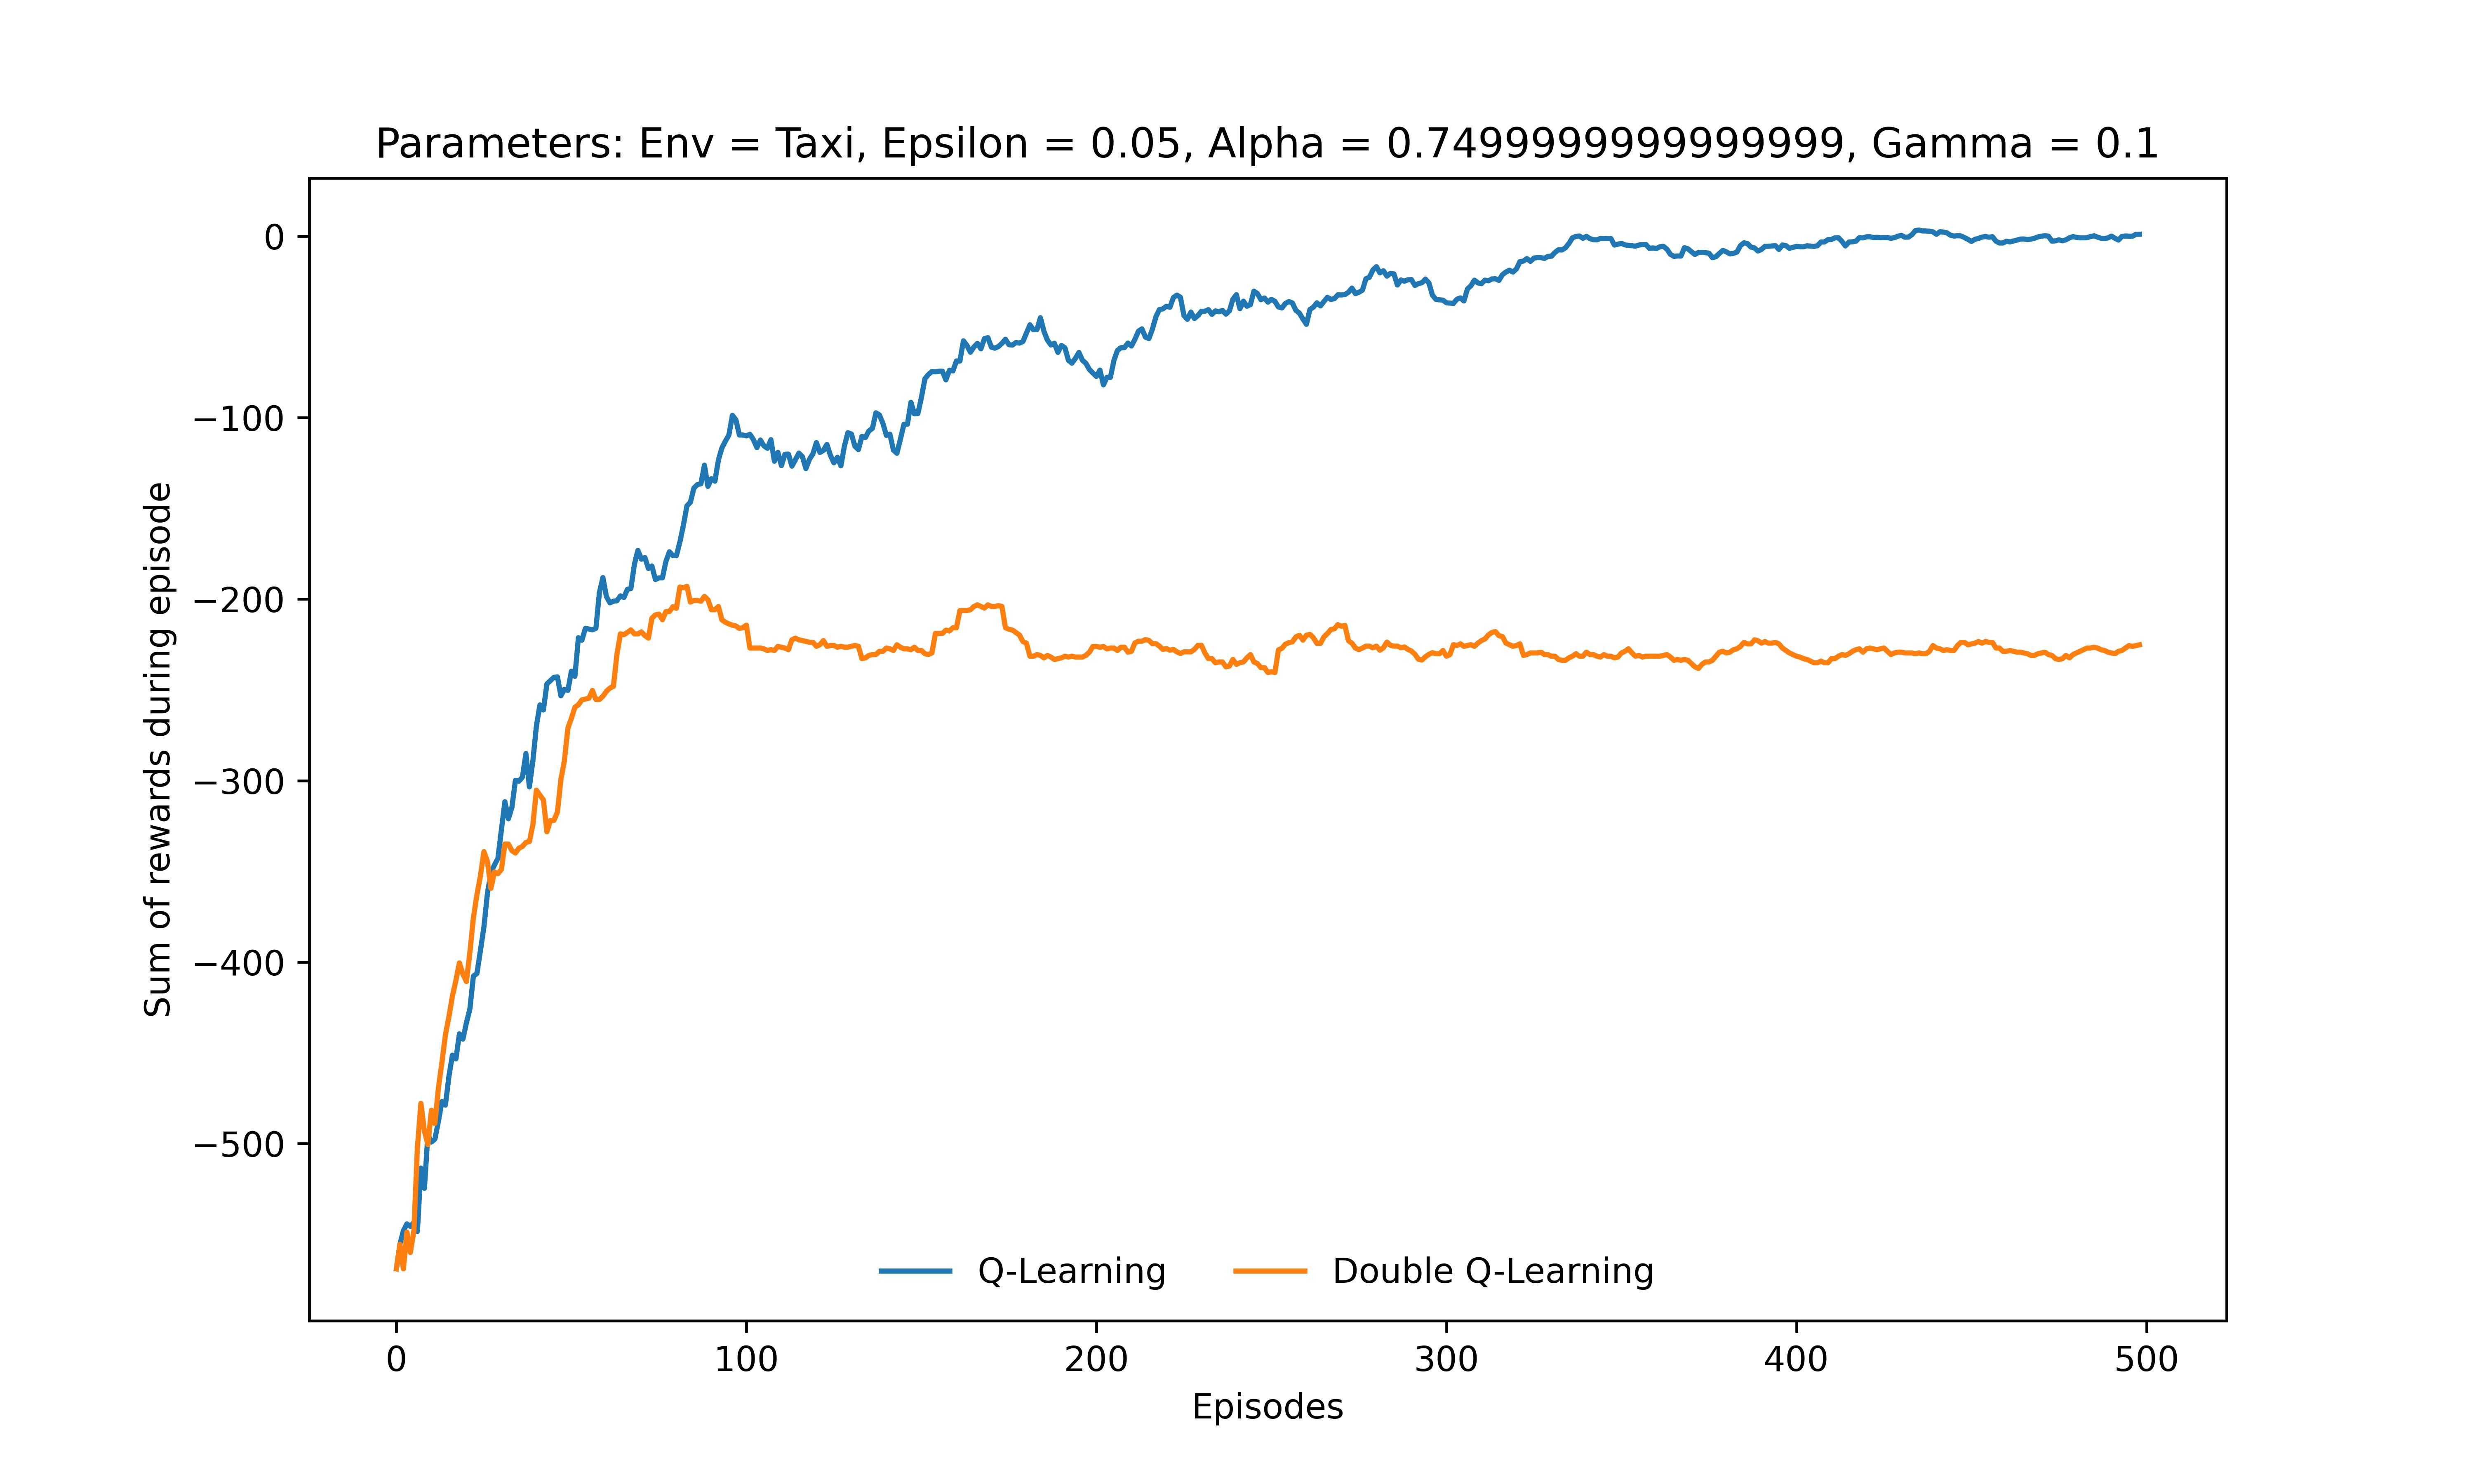 Parameters: Env = Taxi, Epsilon = 0.05, Alpha = 0.7499999999999999, Gamma = 0.1
0
−100
−200
−300
−400
−500
Sum of rewards during episode
Q-Learning
Double Q-Learning
0
100
200
300
400
500
Episodes